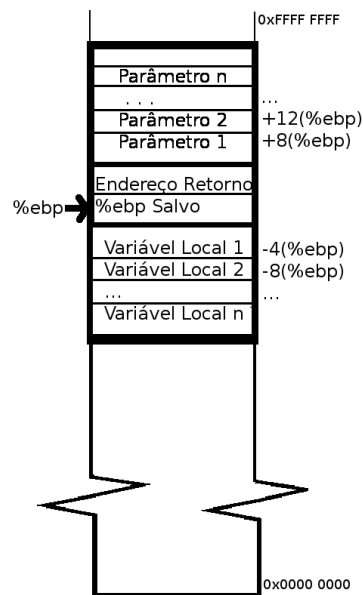 0xFFFF FFFF
Parâmetro n
. . . ...
Parâmetro 2 +12(%ebp)
Parâmetro 1 +8(%ebp)
Endereço Retorno
%ebp %ebp Salvo
Variável Local 1 -4(%ebp)
Variável Local 2 -8(%ebp)
... ...
Variável Local n
0x0000 0000